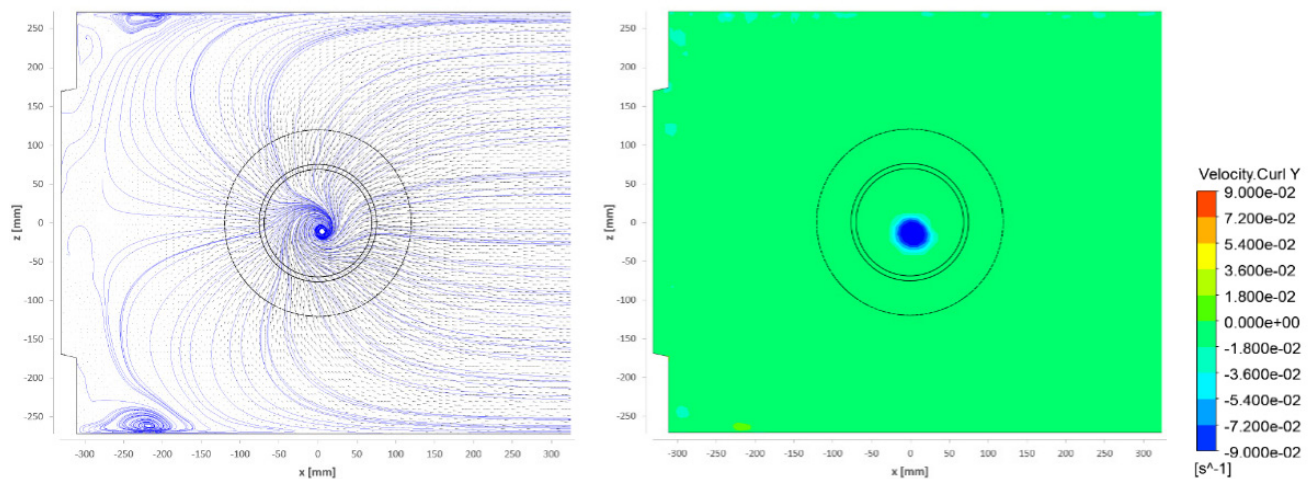 250
200
150
100
50
0
-50
-100
-150
-200
-250
z [mm]
-300 -250 -200 -150 -100 -50 0 50 100 150 200 250 300
x [mm]
250
200
150
100
50
0
-50
-100
-150
-200
-250
z [mm]
-300 -250 -200 -150 -100 -50 0 50 100 150 200 250 300
x [mm]
Velocity.Curl Y
9.000e-02
7.200e-02
5.400e-02
3.600e-02
1.800e-02
0.000e+00
-1.800e-02
-3.600e-02
-5.400e-02
-7.200e-02
-9.000e-02
[s^-1]